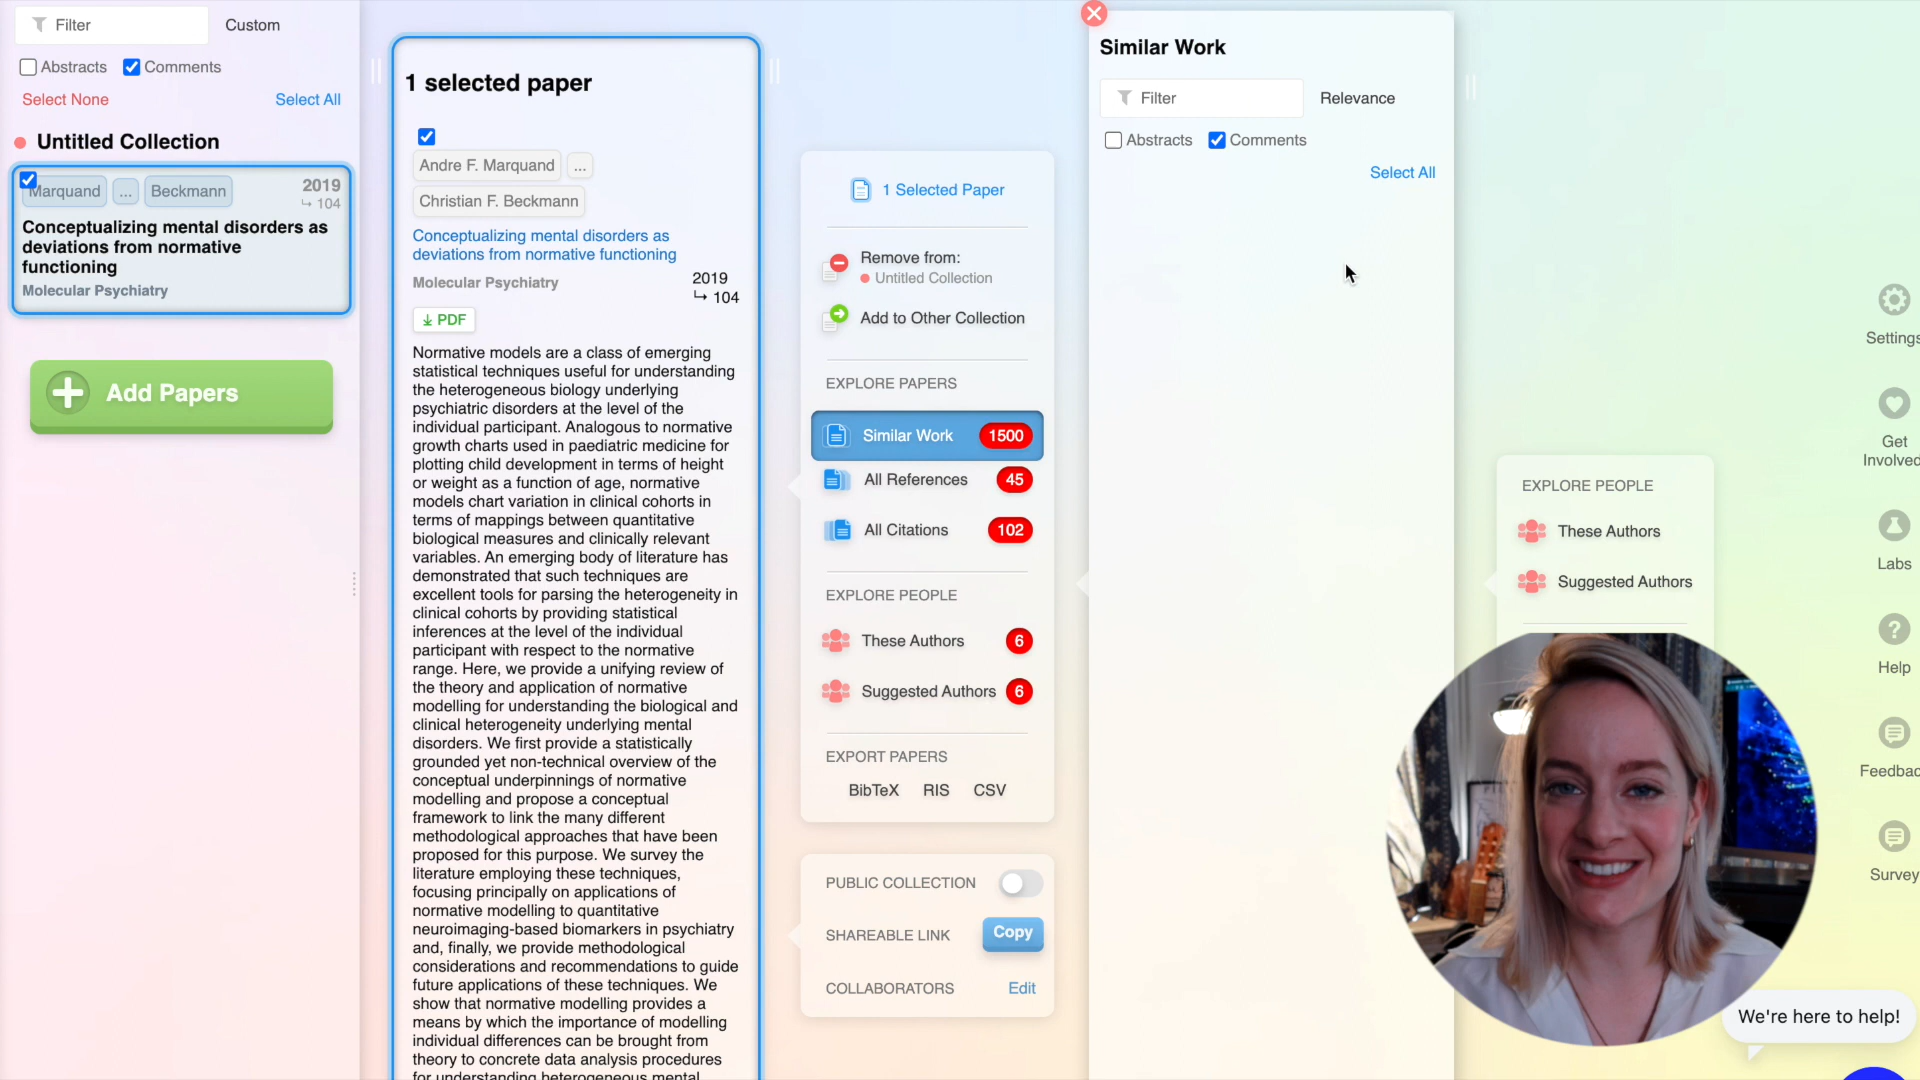 Filter
Custom
Abstracts
Comments
Select None
Select All
Untitled Collection
Marquand
...
Beckmann
2019
104
Conceptualizing mental disorders as
deviations from normative
functioning
Molecular Psychiatry
Add Papers
1 selected paper
Andre F. Marquand
...
Christian F. Beckmann
Conceptualizing mental disorders as
deviations from normative functioning
Molecular Psychiatry
2019
104
PDF
Normative models are a class of emerging
statistical techniques useful for understanding
the heterogeneous biology underlying
psychiatric disorders at the level of the
individual participant. Analogous to normative
growth charts used in paediatric medicine for
plotting child development in terms of height
or weight as a function of age, normative
models chart variation in clinical cohorts in
terms of mappings between quantitative
biological measures and clinically relevant
variables. An emerging body of literature has
demonstrated that such techniques are
excellent tools for parsing the heterogeneity in
clinical cohorts by providing statistical
inferences at the level of the individual
participant with respect to the normative
range. Here, we provide a unifying review of
the theory and application of normative
modelling for understanding the biological and
clinical heterogeneity underlying mental
disorders. We first provide a statistically
grounded yet non-technical overview of the
conceptual underpinnings of normative
modelling and propose a conceptual
framework to link the many different
methodological approaches that have been
proposed for this purpose. We survey the
literature employing these techniques,
focusing principally on applications of
normative modelling to quantitative
neuroimaging-based biomarkers in psychiatry
and, finally, we provide methodological
considerations and recommendations to guide
future applications of these techniques. We
show that normative modelling provides a
means by which the importance of modelling
individual differences can be brought from
theory to concrete data analysis procedures
for understanding heterogeneous mental
1 Selected Paper
Remove from:
Untitled Collection
Add to Other Collection
EXPLORE PAPERS
Similar Work 1500
All References 45
All Citations 102
EXPLORE PEOPLE
These Authors 6
Suggested Authors 6
EXPORT PAPERS
BibTeX RIS CSV
PUBLIC COLLECTION
SHAREABLE LINK Copy
COLLABORATORS Edit
Similar Work
Filter
Relevance
Abstracts
Comments
Select All
EXPLORE PEOPLE
These Authors
Suggested Authors
Settings
Get
Involved
Labs
Help
Feedbac
Survey
We're here to help!